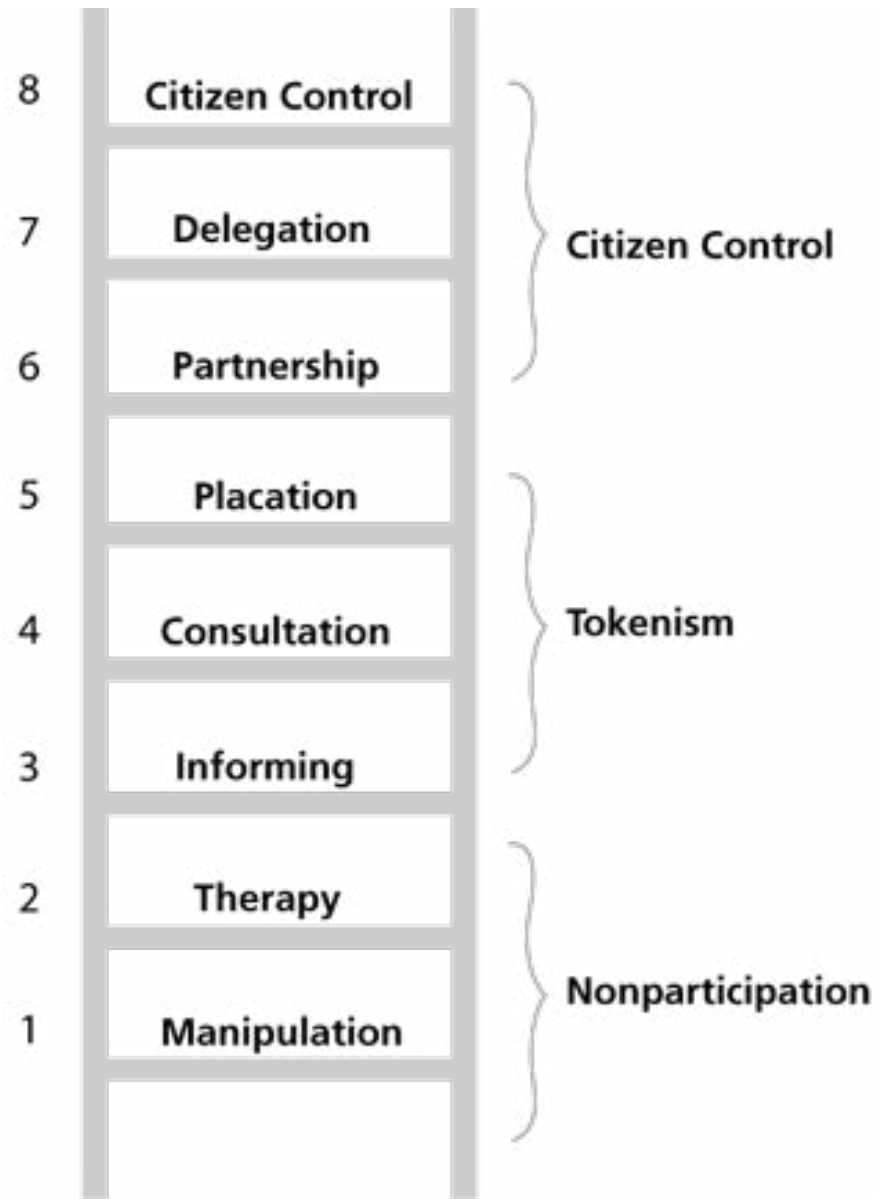 8 Citizen Control
7 Delegation
Citizen Control
6 Partnership
5 Placation
4 Consultation
Tokenism
3 Informing
2 Therapy
Nonparticipation
1 Manipulation